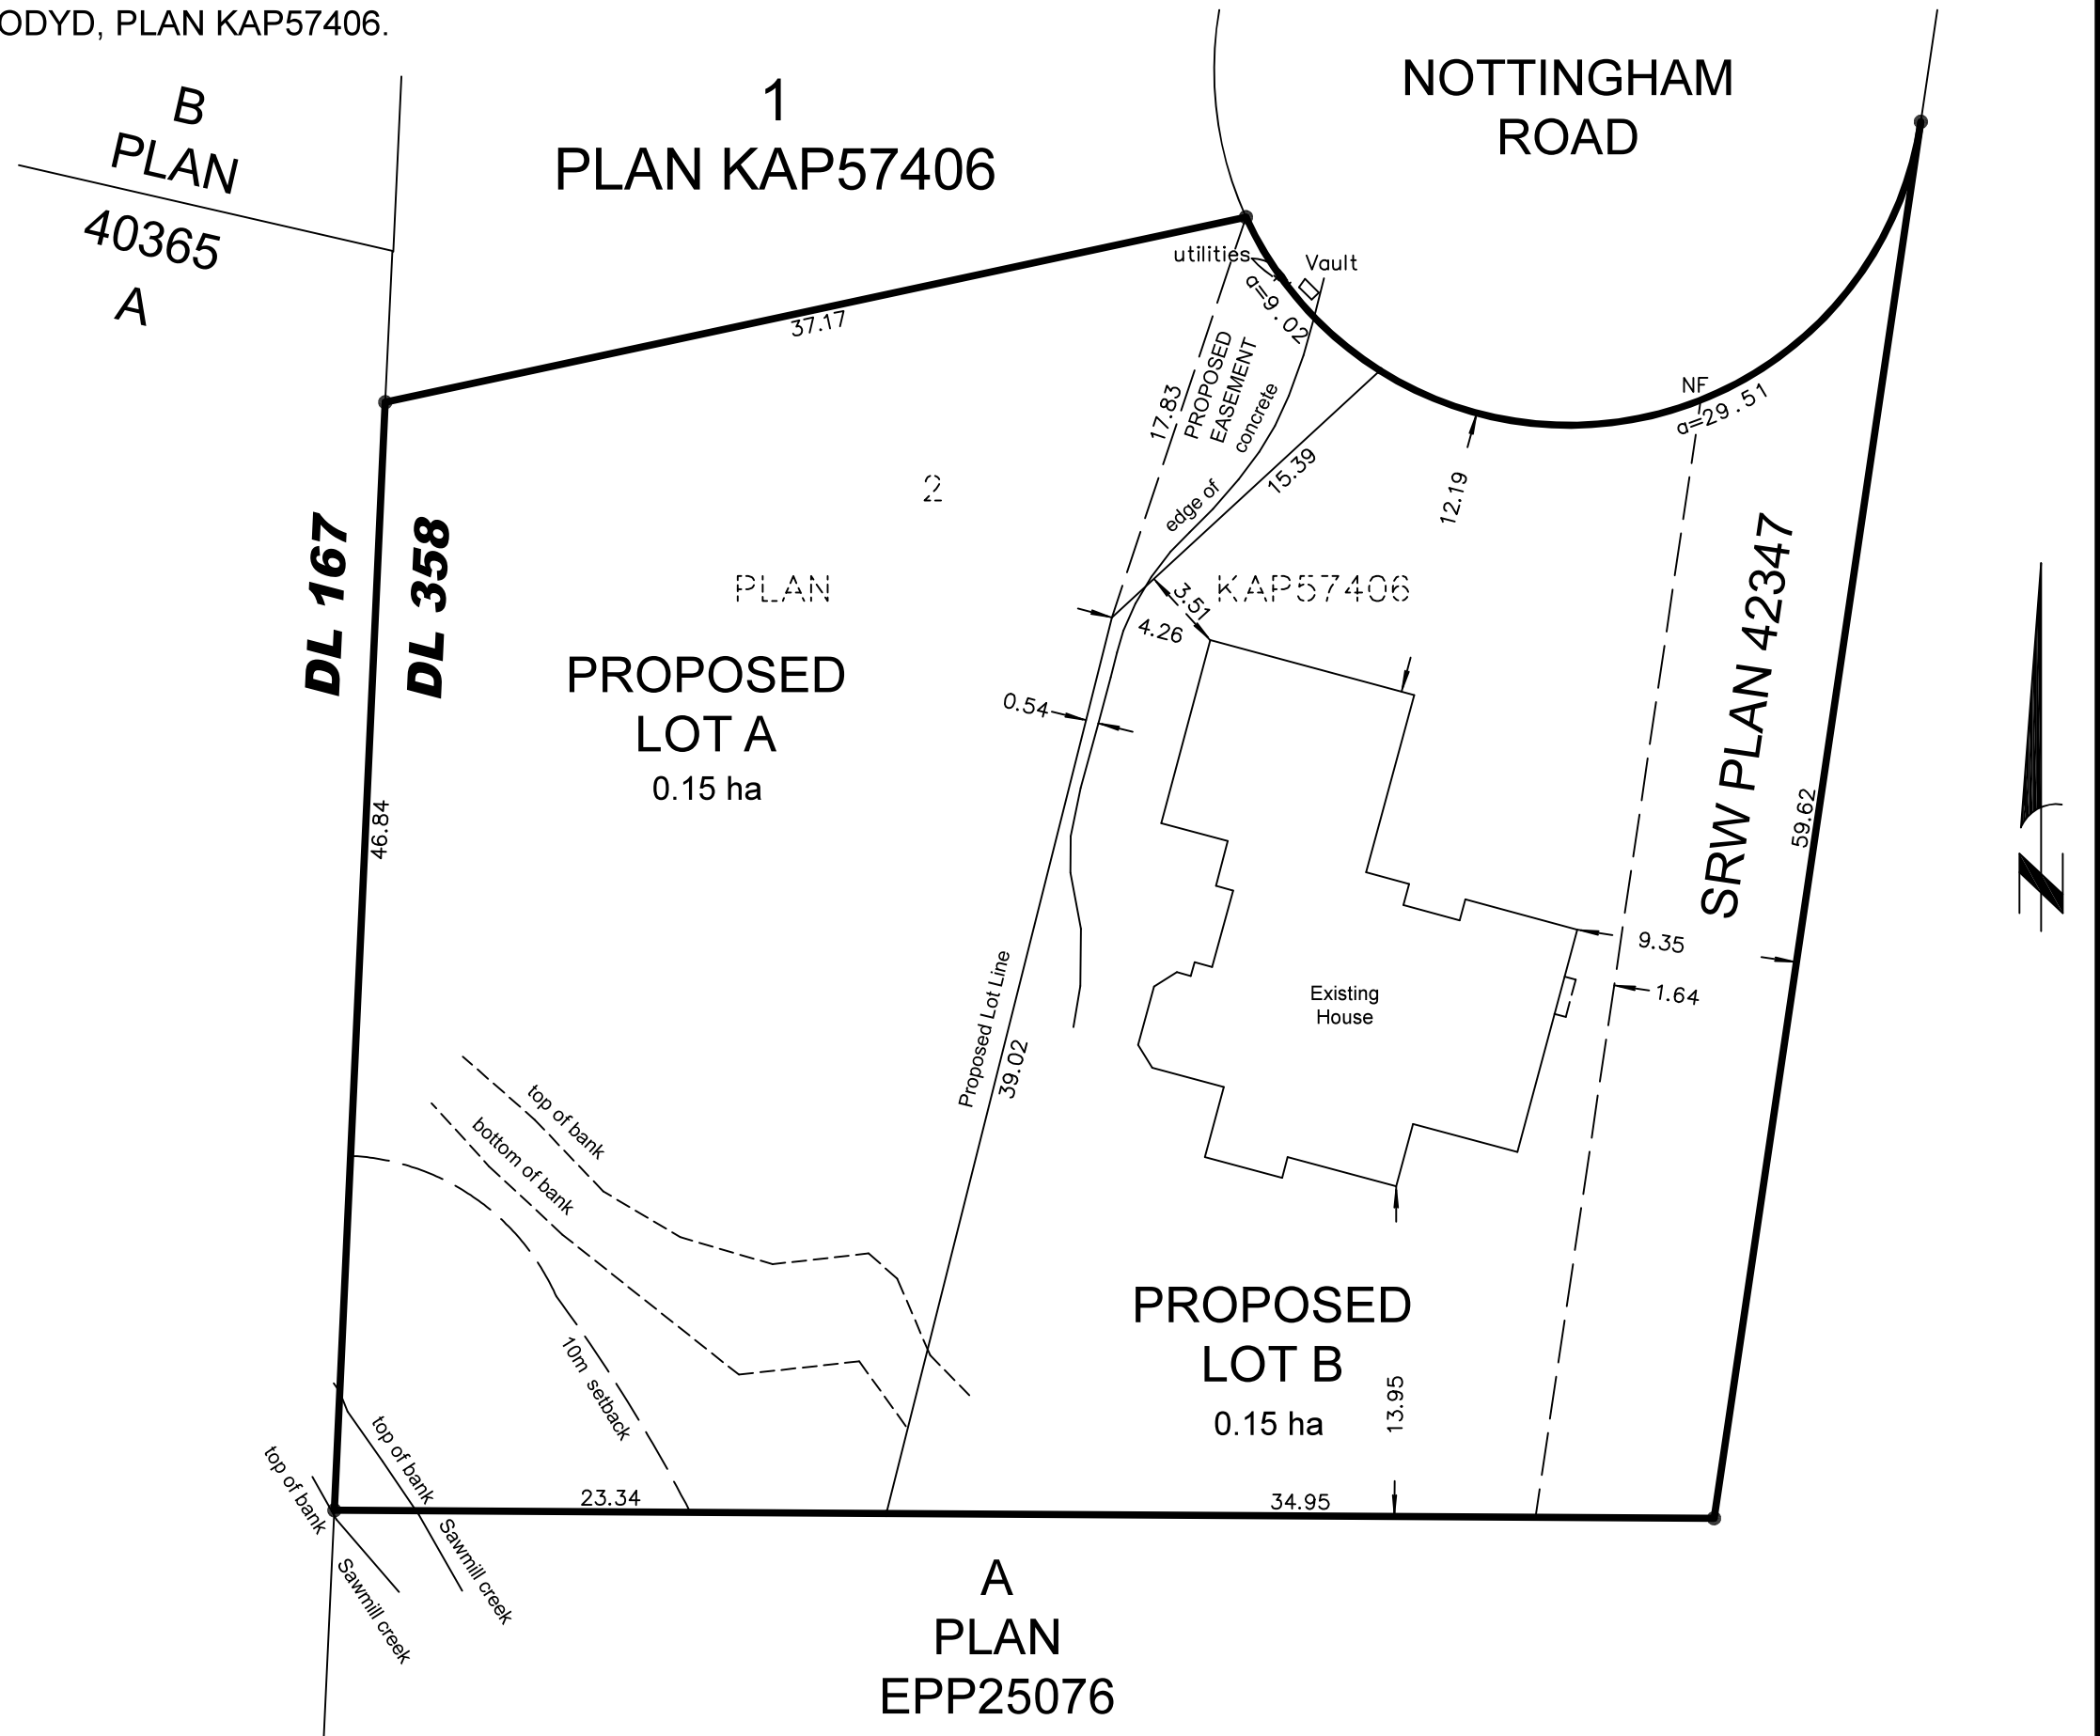 ODYD, PLAN KAP57406.
B
PLAN
40365
A
1
PLAN KAP57406
NOTTINGHAM
ROAD
utilities
Vault
a=9.02
37.17
PROPOSED
EASEMENT
17.83
concrete
edge of
15.39
NF
a=29.51
12.19
2
DL 167
DL 358
PLAN KAP57406
3.51
4.26
PROPOSED
LOT A
0.15 ha
0.54
46.84
SRW PLAN 42347
59.62
N
9.35
1.64
Existing
House
Proposed Lot Line
39.02
top of bank
bottom of bank
10m setback
PROPOSED
LOT B
0.15 ha
13.95
top of bank
top of bank
Sawmill creek
Sawmill creek
23.34
34.95
A
PLAN
EPP25076